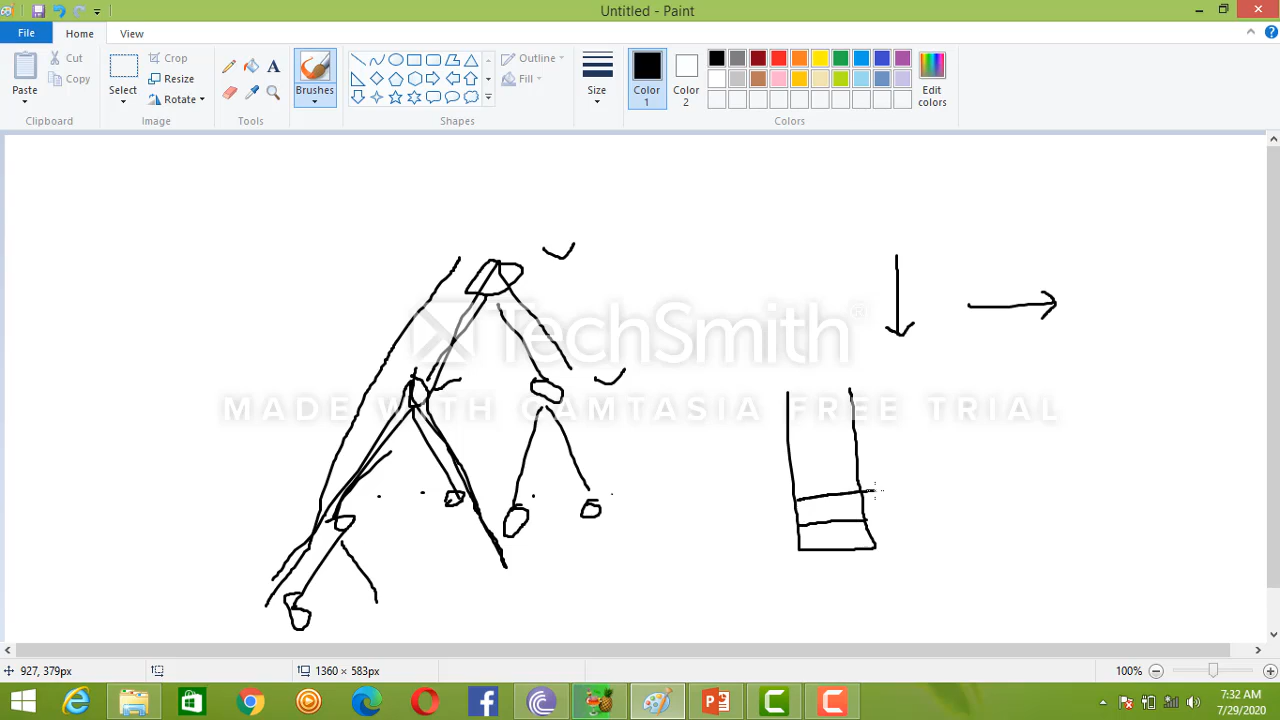 Untitled - Paint
File Home View
Paste Cut Copy
Clipboard
Select Crop Resize Rotate
Image
A
Tools
Brushes
Outline Fill
Shapes
Size
Color 1 Color 2
Edit colors
Colors
TechSmith®
MADE WITH CAMTASIA FREE TRIAL
927, 379px 1360 × 583px 100%
7:32 AM
7/29/2020